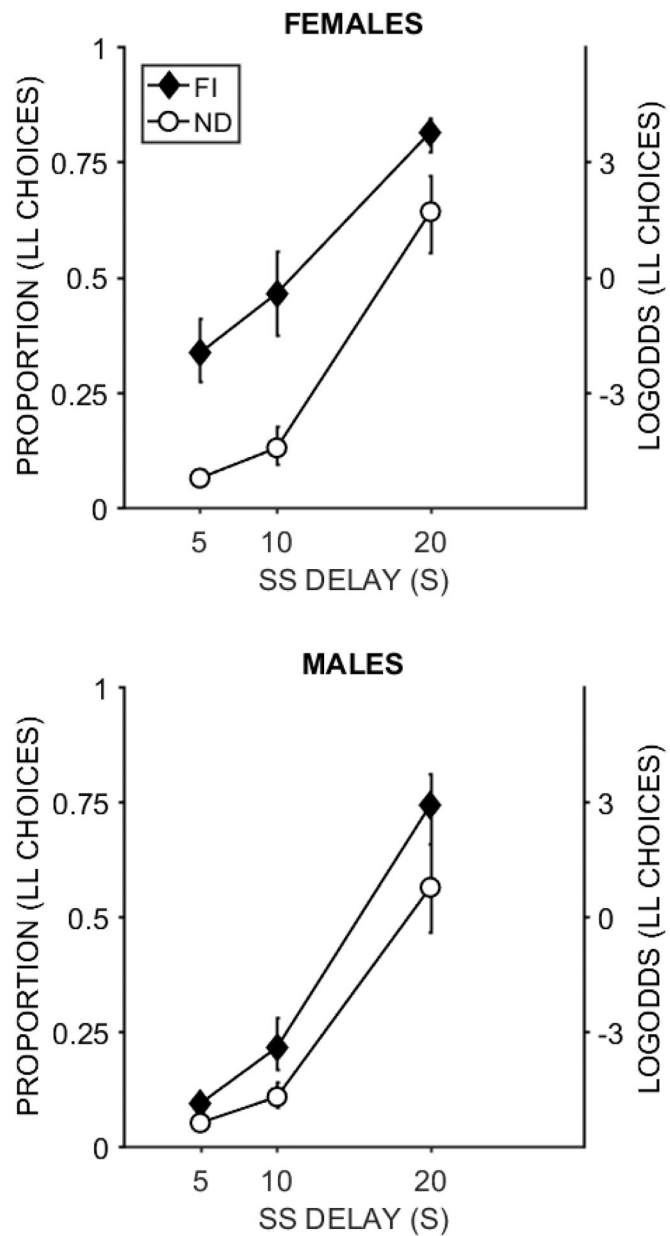 FEMALES
FI
ND
PROPORTION (LL CHOICES)
1
0.75
0.5
0.25
0
3
0
-3
LOGODDS (LL CHOICES)
5 10 20
SS DELAY (S)
MALES
PROPORTION (LL CHOICES)
1
0.75
0.5
0.25
0
3
0
-3
LOGODDS (LL CHOICES)
5 10 20
SS DELAY (S)